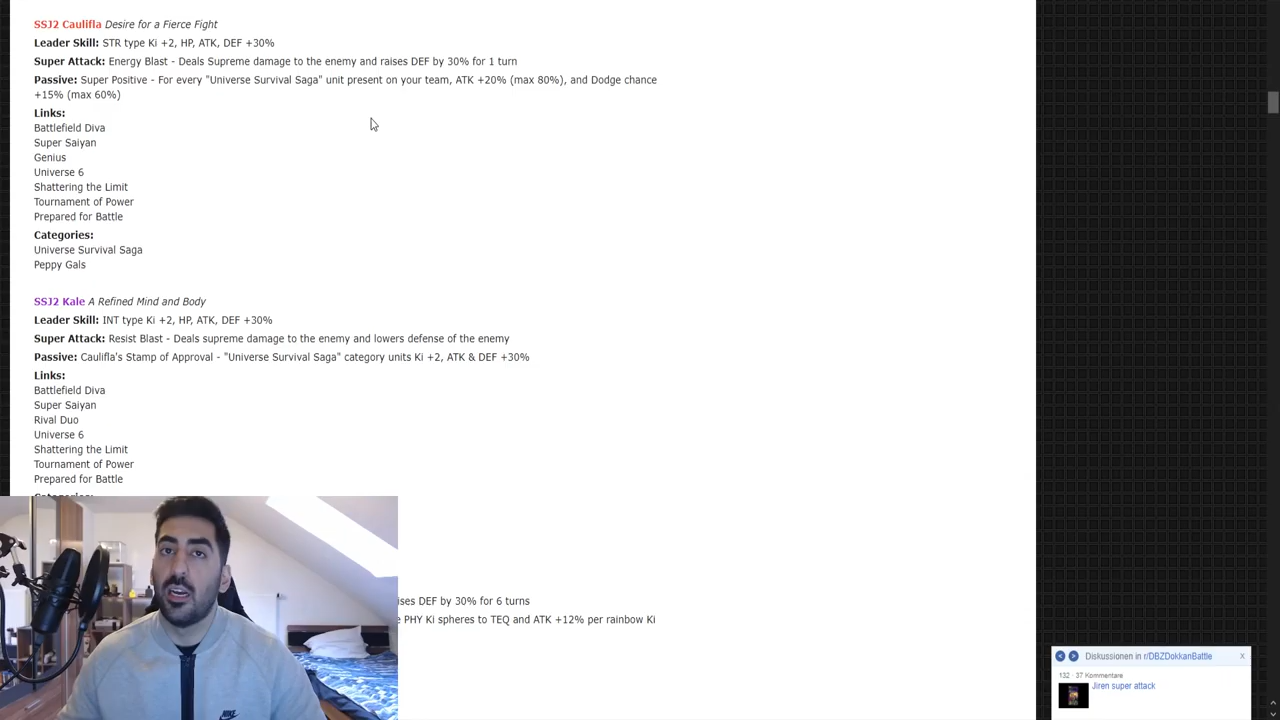 SSJ2 Caulifla Desire for a Fierce Fight
Leader Skill: STR type Ki +2, HP, ATK, DEF +30%
Super Attack: Energy Blast - Deals Supreme damage to the enemy and raises DEF by 30% for 1 turn
Passive: Super Positive - For every "Universe Survival Saga" unit present on your team, ATK +20% (max 80%), and Dodge chance
+15% (max 60%)
Links:
Battlefield Diva
Super Saiyan
Genius
Universe 6
Shattering the Limit
Tournament of Power
Prepared for Battle
Categories:
Universe Survival Saga
Peppy Gals
SSJ2 Kale A Refined Mind and Body
Leader Skill: INT type Ki +2, HP, ATK, DEF +30%
Super Attack: Resist Blast - Deals supreme damage to the enemy and lowers defense of the enemy
Passive: Caulifla's Stamp of Approval - "Universe Survival Saga" category units Ki +2, ATK & DEF +30%
Links:
Battlefield Diva
Super Saiyan
Rival Duo
Universe 6
Shattering the Limit
Tournament of Power
Prepared for Battle
DEF by 30% for 6 turns
PHY Ki spheres to TEQ and ATK +12% per rainbow Ki
Diskussionen in r/DBZDokkanBattle X
132 · 37 Kommentare
Jiren super attack